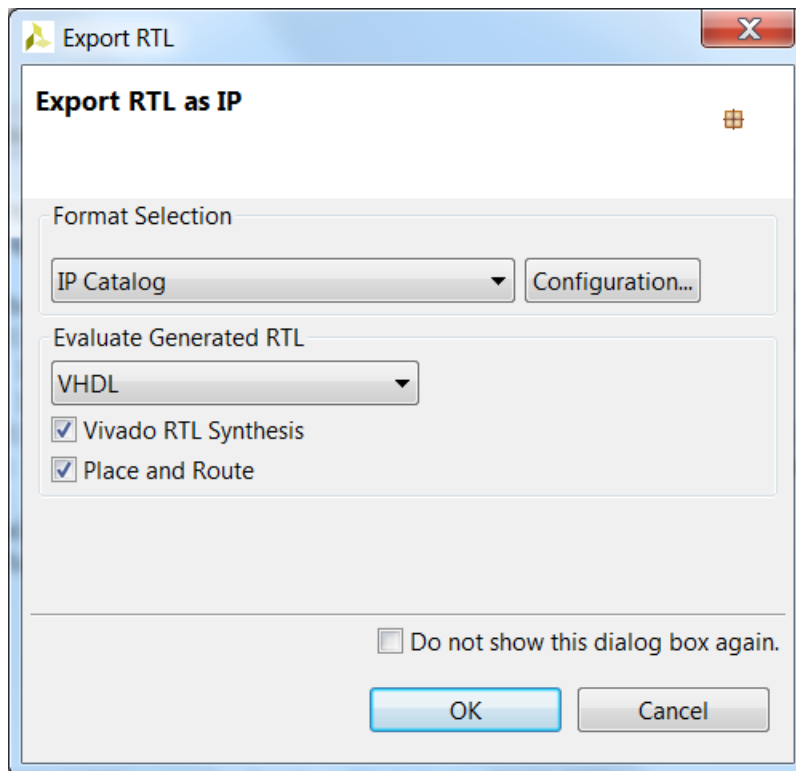 Export RTL
Export RTL as IP
Format Selection
IP Catalog
Configuration...
Evaluate Generated RTL
VHDL
Vivado RTL Synthesis
Place and Route
Do not show this dialog box again.
OK
Cancel